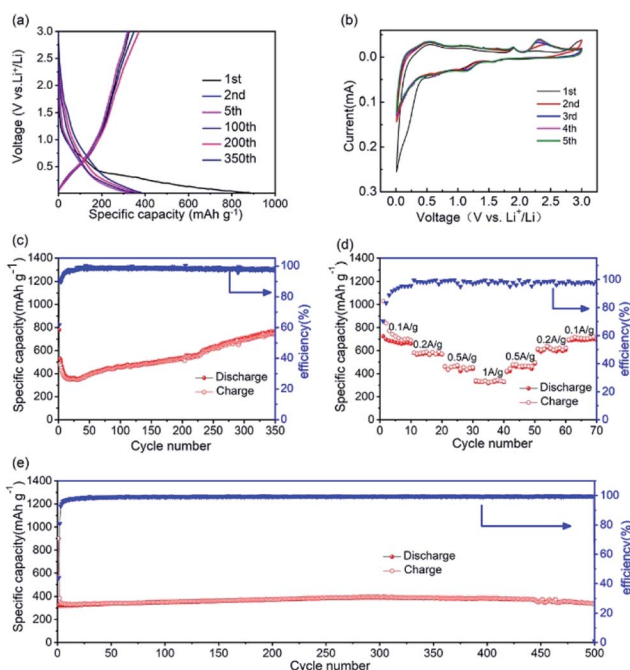 (a)
Voltage (V vs.Li⁺/Li)
3.0
2.5
2.0
1.5
1.0
0.5
0.0
1st
2nd
5th
100th
200th
350th
0 200 400 600 800 1000
Specific capacity (mAh g⁻¹)
(b)
Current(mA)
0.0
0.1
0.2
0.3
1st
2nd
3rd
4th
5th
0.0 0.5 1.0 1.5 2.0 2.5 3.0
Voltage (V vs. Li⁺/Li)
(c)
Specific capacity(mAh g⁻¹)
1400
1200
1000
800
600
400
200
0
Discharge
Charge
100
80
60
40
20
0
efficiency(%)
0 50 100 150 200 250 300 350
Cycle number
(d)
Specific capacity(mAh g⁻¹)
1400
1200
1000
800
600
400
200
0
0.1A/g
0.2A/g
0.5A/g
1A/g
0.5A/g
0.2A/g
0.1A/g
Discharge
Charge
100
80
60
40
20
0
efficiency(%)
0 10 20 30 40 50 60 70
Cycle number
(e)
Specific capacity(mAh g⁻¹)
1400
1200
1000
800
600
400
200
0
Discharge
Charge
100
80
60
40
20
0
efficiency(%)
0 50 100 150 200 250 300 350 400 450 500
Cycle number